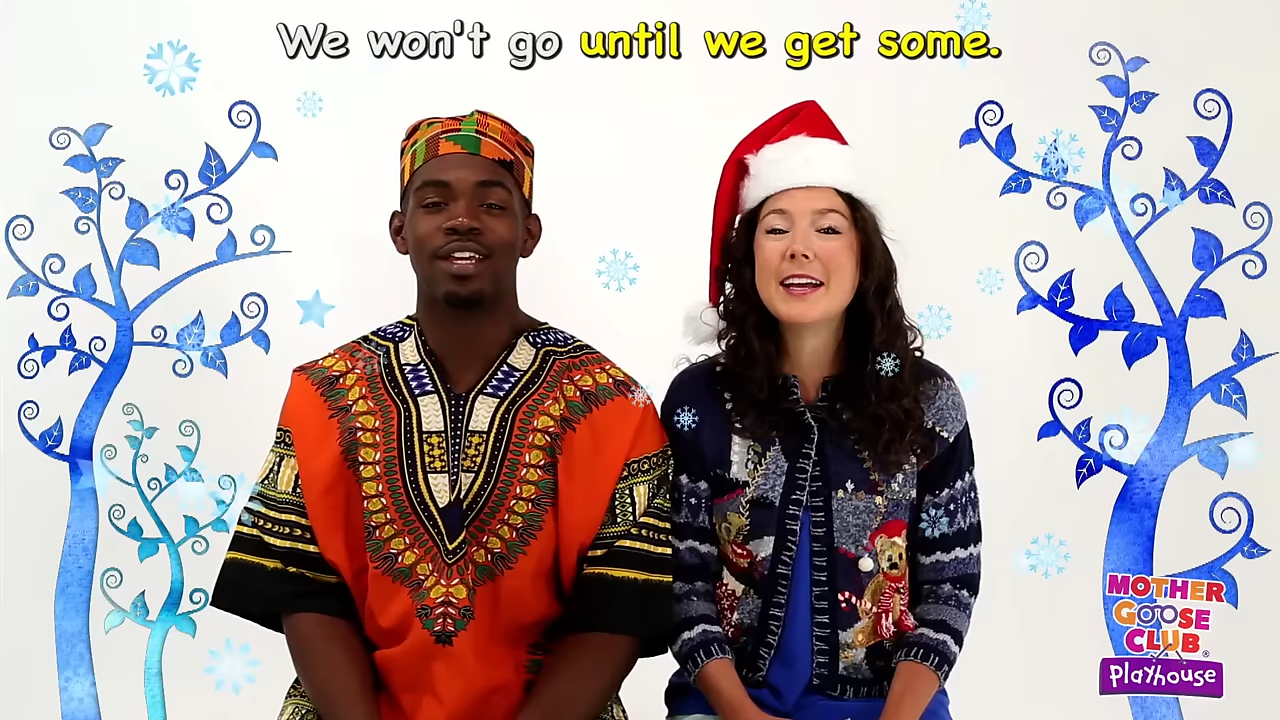 We won't go until we get some.
MOTHER
GOOSE
CLUB®
Playhouse